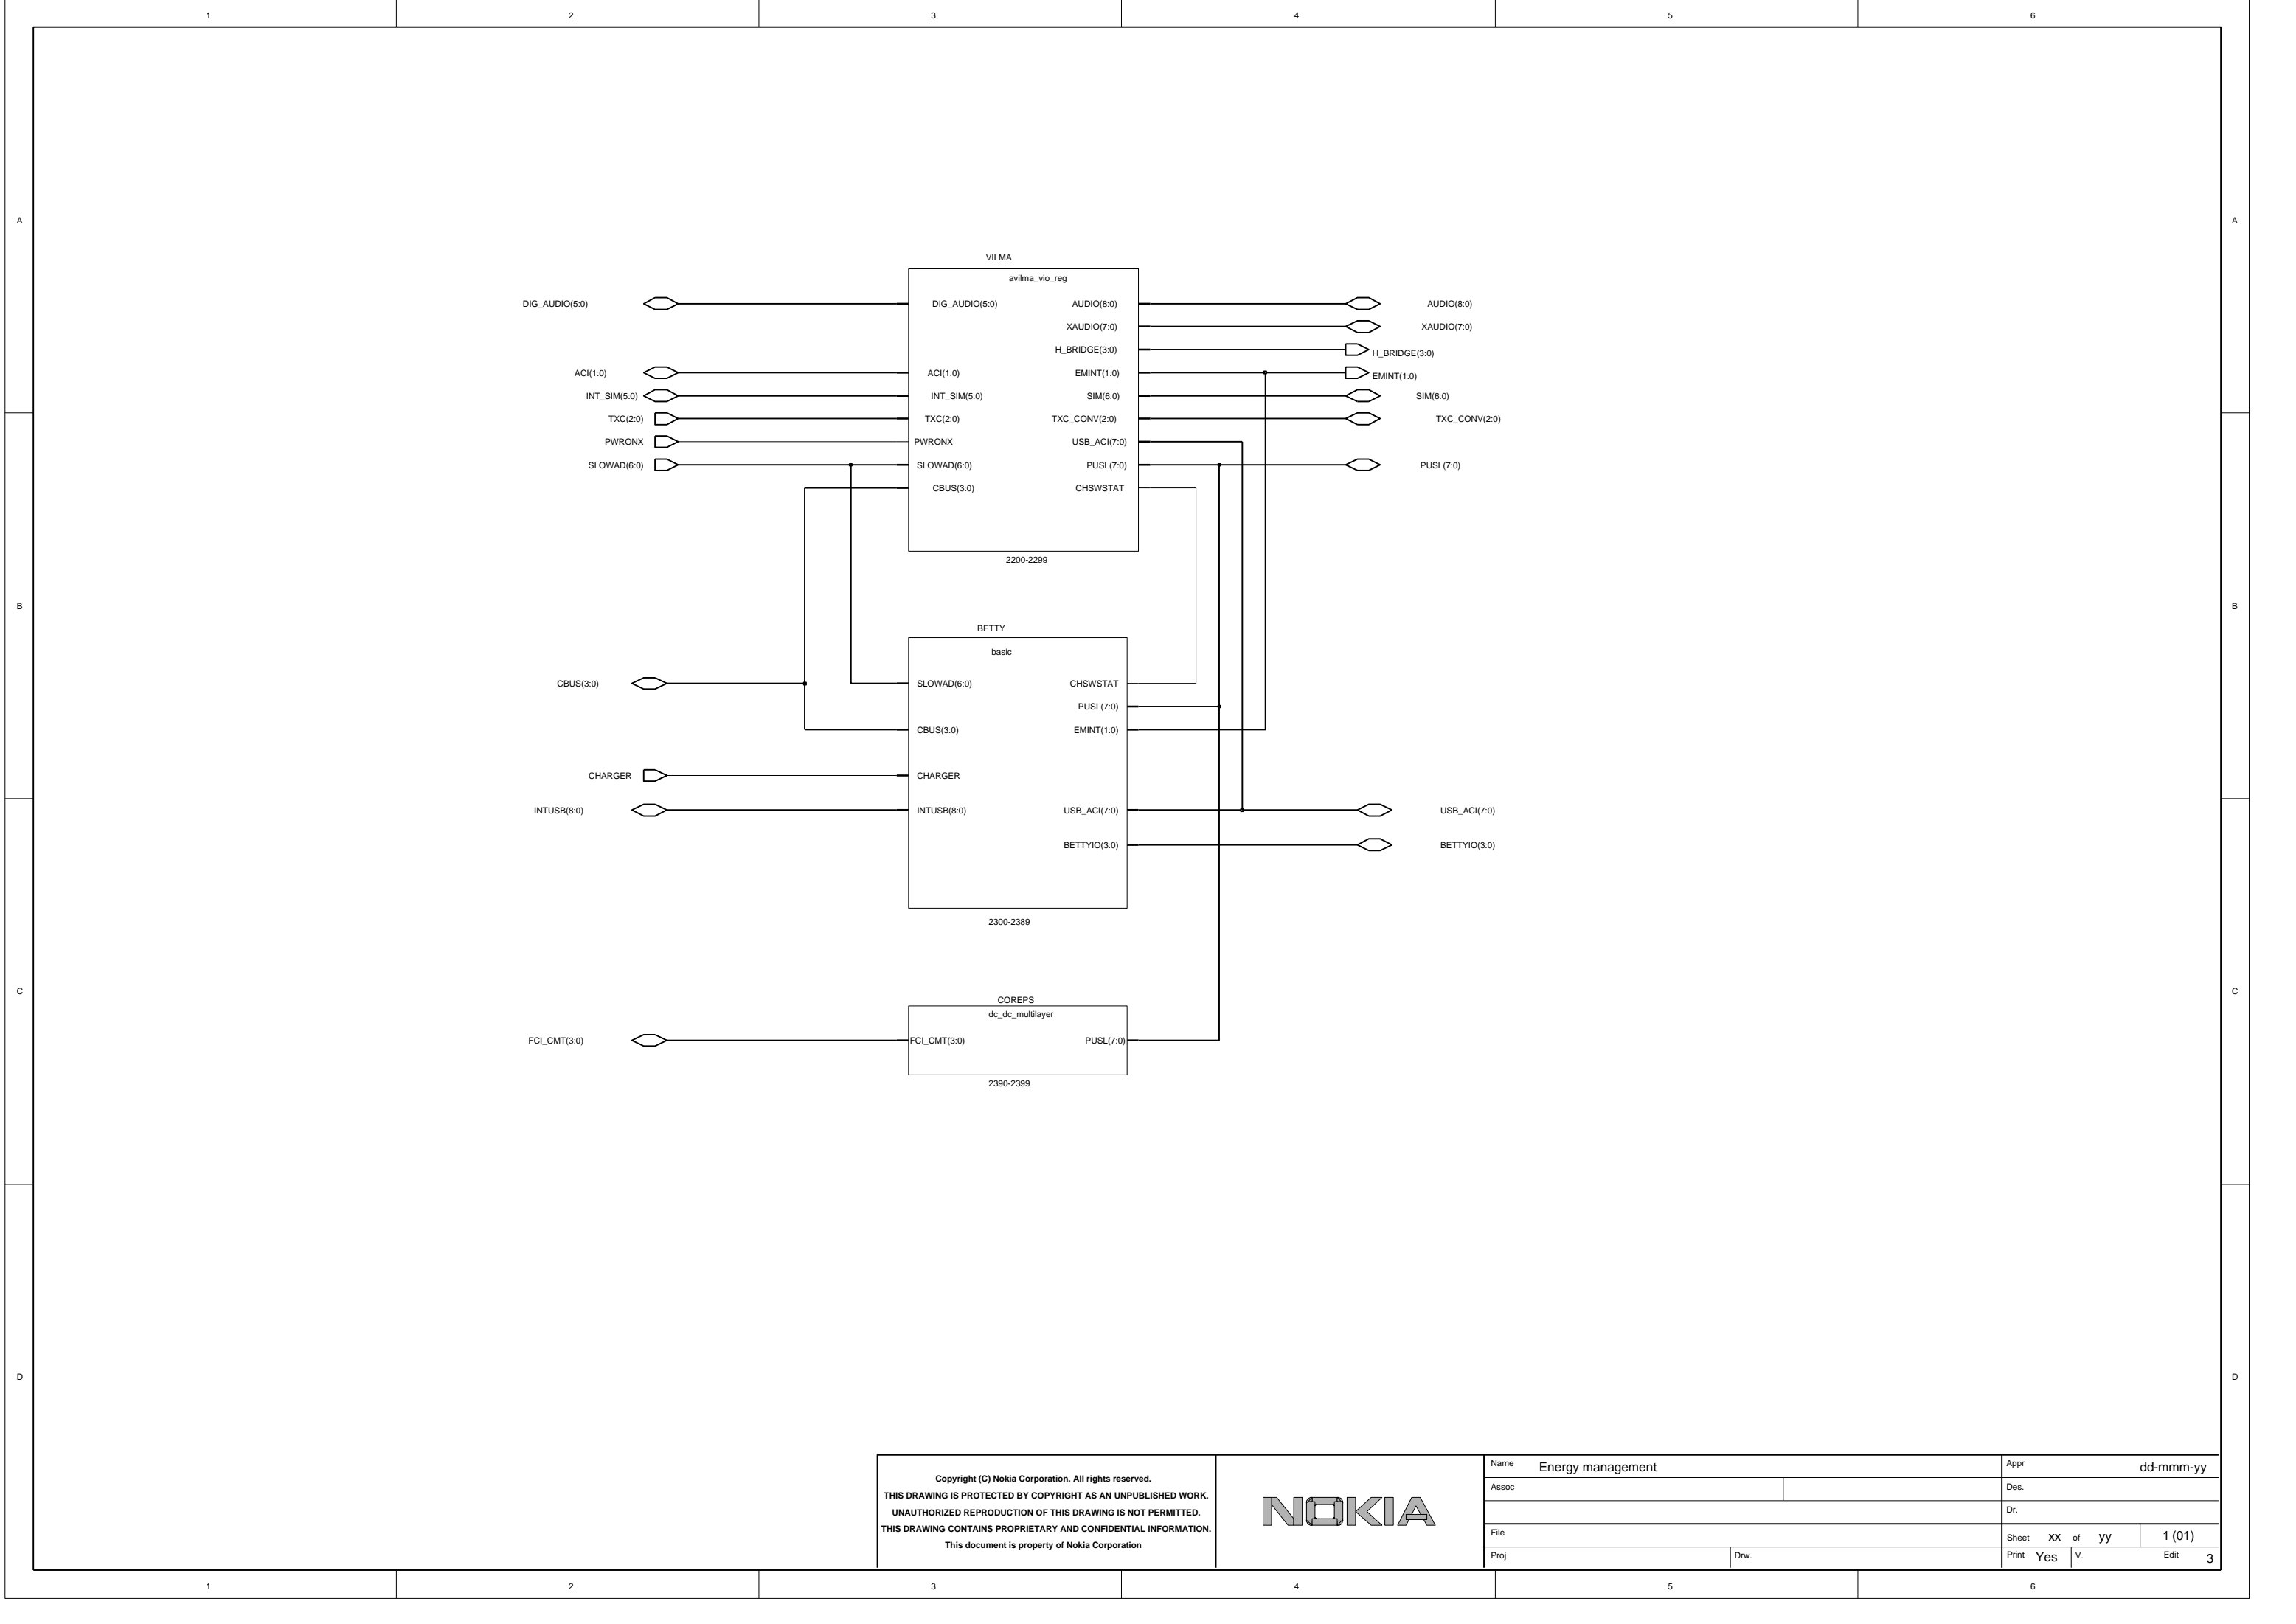 1 2 3 4 5 6
A A
VILMA
avilma_vio_reg
DIG_AUDIO(5:0) DIG_AUDIO(5:0) AUDIO(8:0) AUDIO(8:0)
XAUDIO(7:0) XAUDIO(7:0)
H_BRIDGE(3:0) H_BRIDGE(3:0)
ACI(1:0) ACI(1:0) EMINT(1:0) EMINT(1:0)
INT_SIM(5:0) INT_SIM(5:0) SIM(6:0) SIM(6:0)
TXC(2:0) TXC(2:0) TXC_CONV(2:0) TXC_CONV(2:0)
PWRONX PWRONX USB_ACI(7:0)
SLOWAD(6:0) SLOWAD(6:0) PUSL(7:0) PUSL(7:0)
CBUS(3:0) CHSWSTAT
2200-2299
B B
BETTY
basic
CBUS(3:0) SLOWAD(6:0) CHSWSTAT
PUSL(7:0)
CBUS(3:0) EMINT(1:0)
CHARGER CHARGER
INTUSB(8:0) INTUSB(8:0) USB_ACI(7:0) USB_ACI(7:0)
BETTYIO(3:0) BETTYIO(3:0)
2300-2389
C C
COREPS
dc_dc_multilayer
FCI_CMT(3:0) FCI_CMT(3:0) PUSL(7:0)
2390-2399
D D
Copyright (C) Nokia Corporation. All rights reserved.
THIS DRAWING IS PROTECTED BY COPYRIGHT AS AN UNPUBLISHED WORK.
UNAUTHORIZED REPRODUCTION OF THIS DRAWING IS NOT PERMITTED.
THIS DRAWING CONTAINS PROPRIETARY AND CONFIDENTIAL INFORMATION.
This document is property of Nokia Corporation
NOKIA
Name Energy management Appr dd-mmm-yy
Assoc Des.
Dr.
File Sheet xx of yy 1 (01)
Proj Drw. Print Yes V. Edit 3
1 2 3 4 5 6